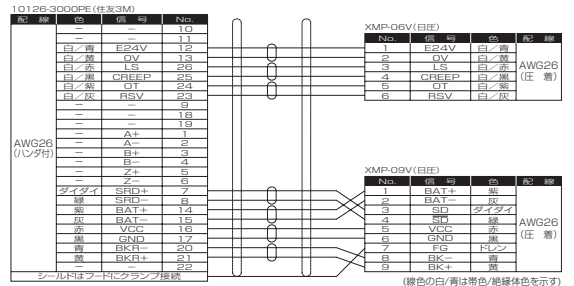 10126-3000PE(住友3M)
配 線 色 信 号 No.
－ － 10
－ － 11
白／青 E24V 12
白／黄 0V 13
白／赤 LS 26
白／黒 CREEP 25
白／紫 OT 24
白／灰 RSV 23
－ － 9
－ － 18
－ － 19
－ A+ 1
AWG26 － A− 2
(ハンダ付) － B+ 3
－ B− 4
－ Z+ 5
－ Z− 6
ダイダイ SRD+ 7
緑 SRD− 8
紫 BAT+ 14
灰 BAT− 15
赤 VCC 16
黒 GND 17
青 BKR− 20
黄 BKR+ 21
－ － 22
シールドはフードにクランプ接続
XMP-06V(日圧)
No. 信 号 色 配 線
1 E24V 白／青
2 0V 白／黄
3 LS 白／赤 AWG26
4 CREEP 白／黒 (圧 着)
5 OT 白／紫
6 RSV 白／灰
XMP-09V(日圧)
No. 信 号 色 配 線
1 BAT+ 紫
2 BAT− 灰
3 SD ダイダイ
4 SD 緑 AWG26
5 VCC 赤 (圧 着)
6 GND 黒
7 FG ドレン
8 BK− 青
9 BK+ 黄
(線色の白/青は帯色/絶縁体色を示す)